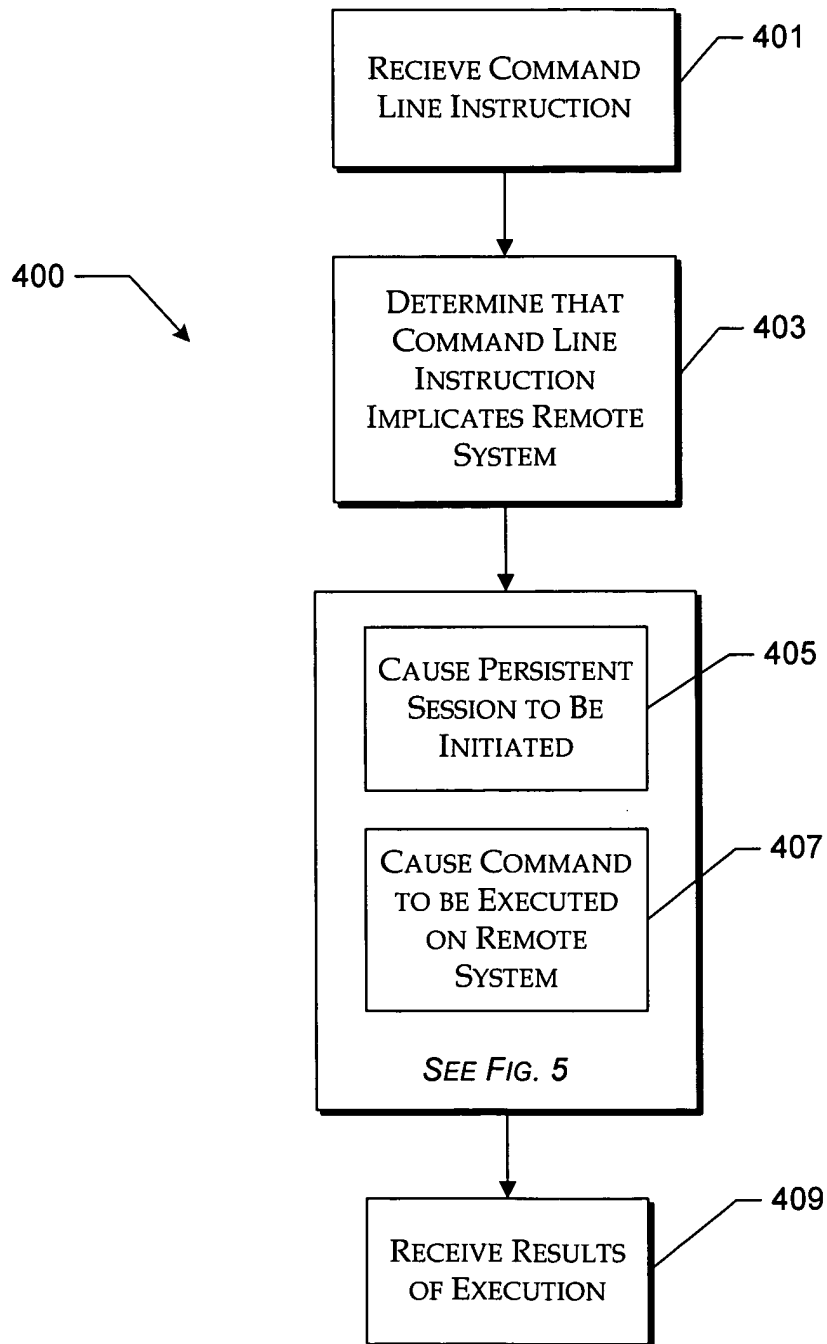 401
RECIEVE COMMAND
LINE INSTRUCTION
400
DETERMINE THAT
COMMAND LINE
INSTRUCTION
IMPLICATES REMOTE
SYSTEM
403
CAUSE PERSISTENT
SESSION TO BE
INITIATED
405
CAUSE COMMAND
TO BE EXECUTED
ON REMOTE
SYSTEM
407
SEE FIG. 5
409
RECEIVE RESULTS
OF EXECUTION